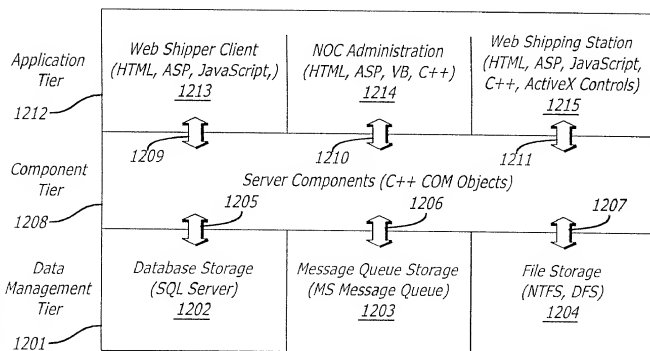 Application
Tier
1212
Web Shipper Client
(HTML, ASP, JavaScript,)
1213
NOC Administration
(HTML, ASP, VB, C++)
1214
Web Shipping Station
(HTML, ASP, JavaScript,
C++, ActiveX Controls)
1215
1209
1210
1211
Component
Tier
1208
Server Components (C++ COM Objects)
1205
1206
1207
Data
Management
Tier
1201
Database Storage
(SQL Server)
1202
Message Queue Storage
(MS Message Queue)
1203
File Storage
(NTFS, DFS)
1204